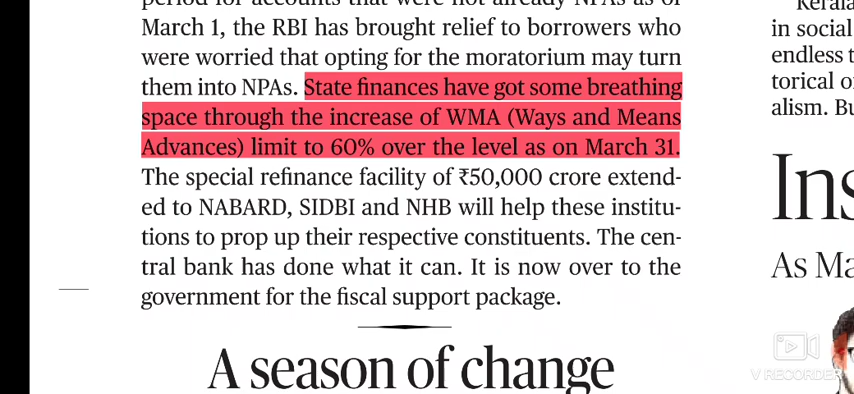 period for accounts that were not already NPAs as of
March 1, the RBI has brought relief to borrowers who
were worried that opting for the moratorium may turn
them into NPAs. State finances have got some breathing
space through the increase of WMA (Ways and Means
Advances) limit to 60% over the level as on March 31.
The special refinance facility of ₹50,000 crore extend-
ed to NABARD, SIDBI and NHB will help these institu-
tions to prop up their respective constituents. The cen-
tral bank has done what it can. It is now over to the
government for the fiscal support package.
A season of change
Kerala
in social
endless t
torical o
alism. Bu
Ins
As Ma
V RECORDER